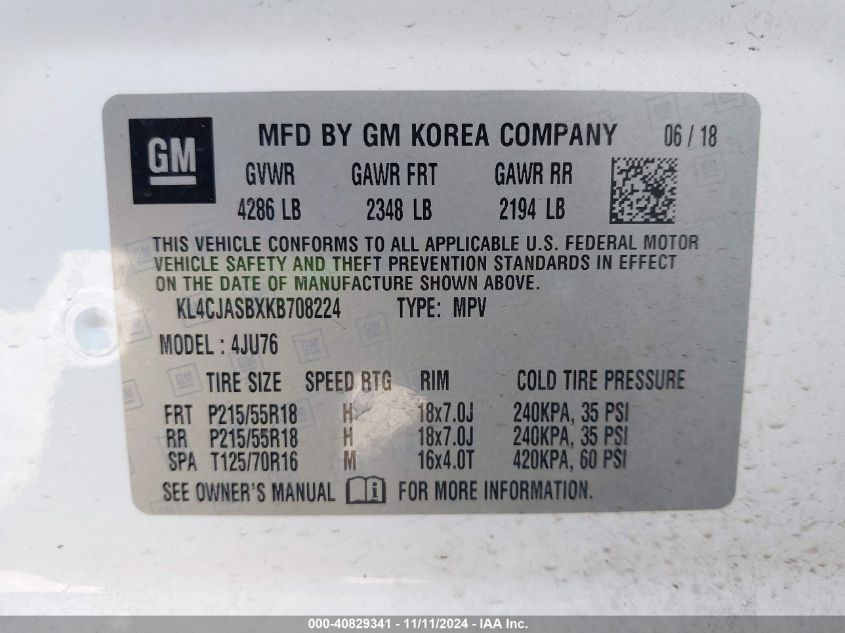 GM MFD BY GM KOREA COMPANY 06 / 18
GVWR GAWR FRT GAWR RR
4286 LB 2348 LB 2194 LB
THIS VEHICLE CONFORMS TO ALL APPLICABLE U.S. FEDERAL MOTOR
VEHICLE SAFETY AND THEFT PREVENTION STANDARDS IN EFFECT
ON THE DATE OF MANUFACTURE SHOWN ABOVE.
KL4CJASBXKB708224 TYPE: MPV
MODEL : 4JU76
TIRE SIZE SPEED RTG RIM COLD TIRE PRESSURE
FRT P215/55R18 H 18x7.0J 240KPA, 35 PSI
RR P215/55R18 H 18x7.0J 240KPA, 35 PSI
SPA T125/70R16 M 16x4.0T 420KPA, 60 PSI
SEE OWNER'S MANUAL i FOR MORE INFORMATION.
000-40829341 - 11/11/2024 - IAA Inc.